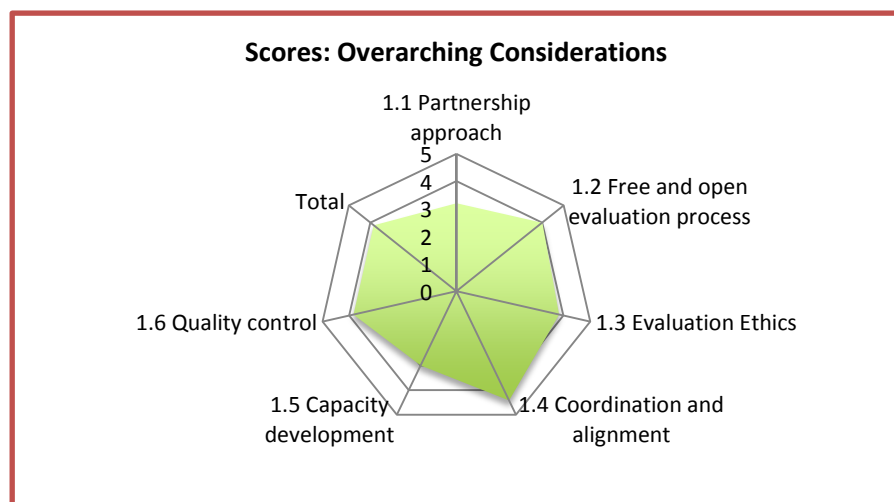 Scores: Overarching Considerations
1.1 Partnership
approach
5
4
3
2
1
0
1.2 Free and open
evaluation process
1.3 Evaluation Ethics
1.4 Coordination and
alignment
1.5 Capacity
development
1.6 Quality control
Total